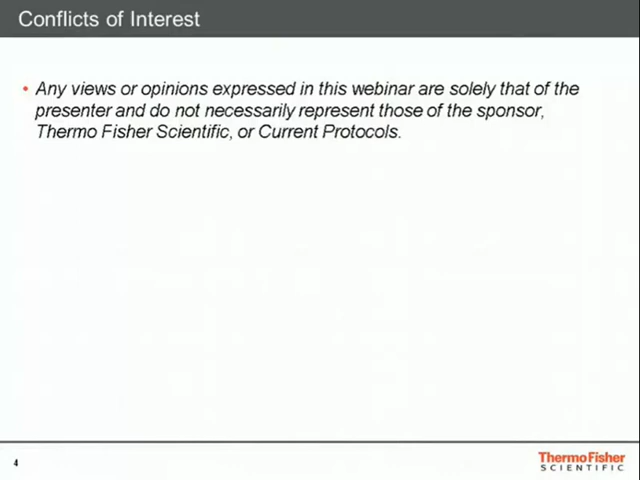 Conflicts of Interest
• Any views or opinions expressed in this webinar are solely that of the
presenter and do not necessarily represent those of the sponsor,
Thermo Fisher Scientific, or Current Protocols.
4
ThermoFisher
SCIENTIFIC